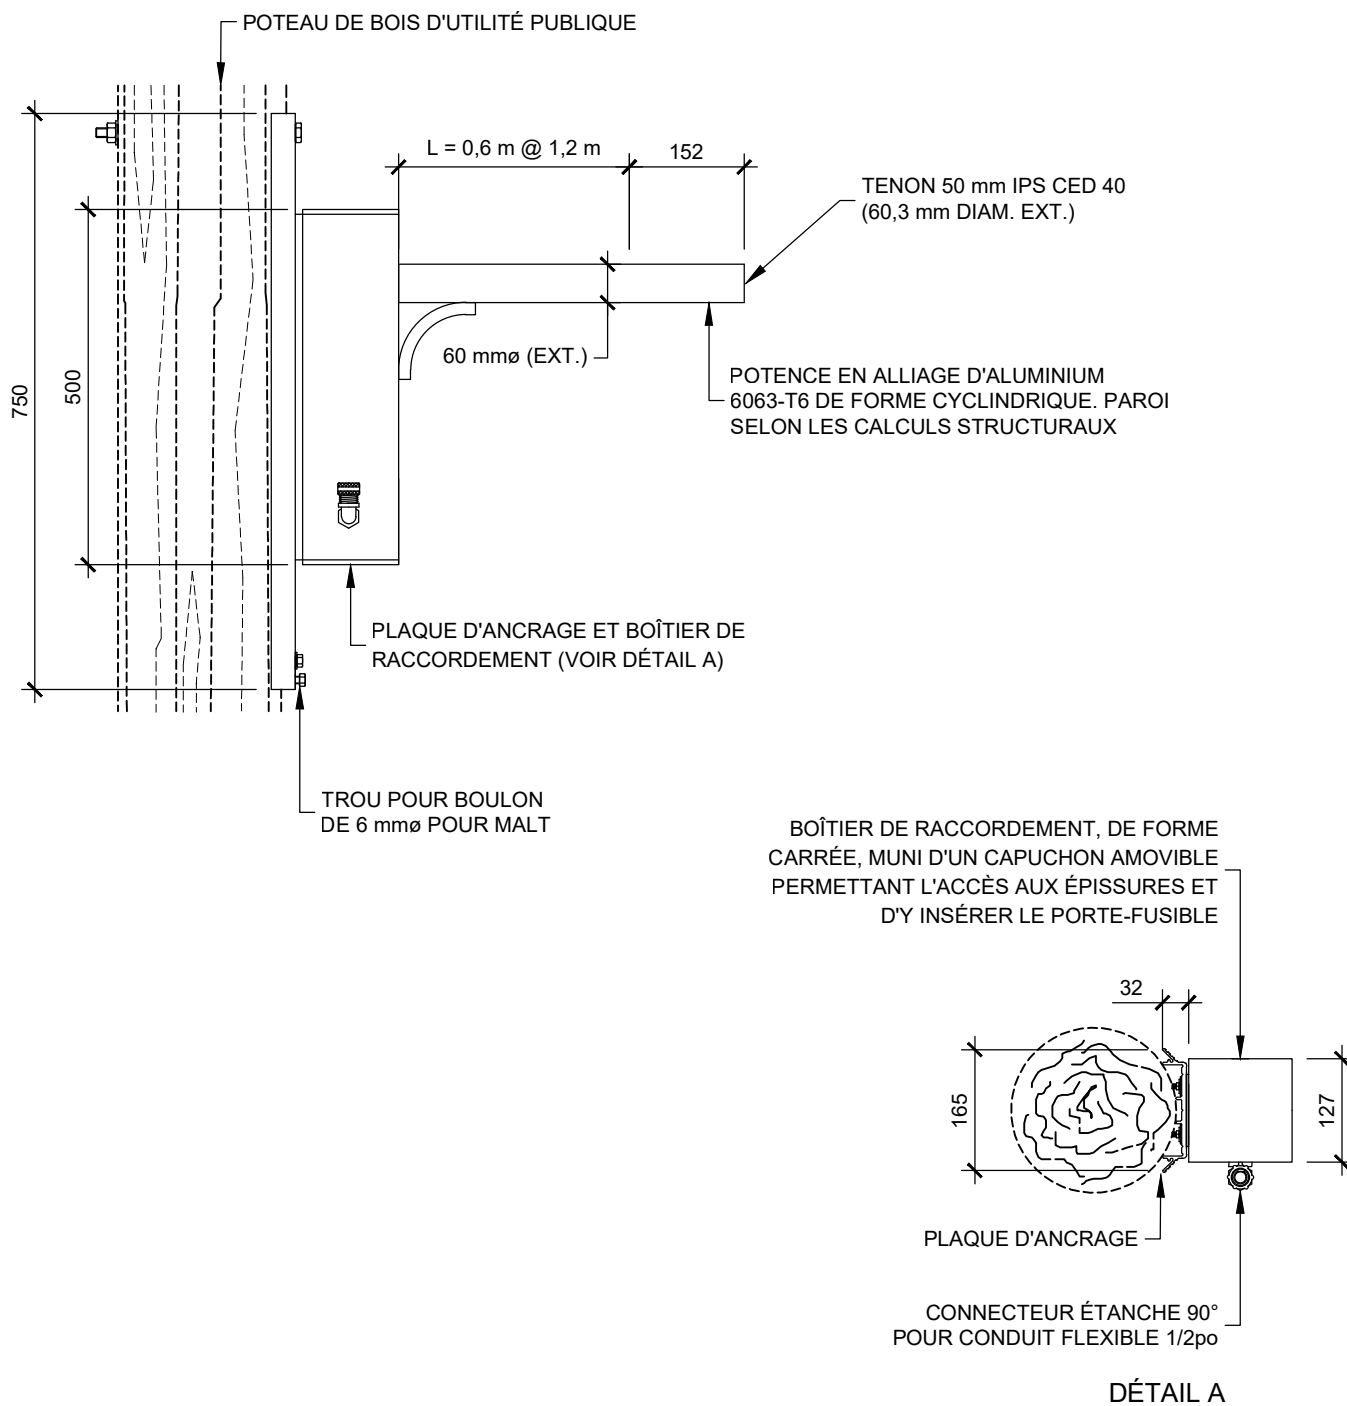 POTEAU DE BOIS D'UTILITÉ PUBLIQUE
L = 0,6 m @ 1,2 m
152
TENON 50 mm IPS CED 40
(60,3 mm DIAM. EXT.)
750
500
60 mmø (EXT.)
POTENCE EN ALLIAGE D'ALUMINIUM
6063-T6 DE FORME CYCLINDRIQUE. PAROI
SELON LES CALCULS STRUCTURAUX
PLAQUE D'ANCRAGE ET BOÎTIER DE
RACCORDEMENT (VOIR DÉTAIL A)
TROU POUR BOULON
DE 6 mmø POUR MALT
BOÎTIER DE RACCORDEMENT, DE FORME
CARRÉE, MUNI D'UN CAPUCHON AMOVIBLE
PERMETTANT L'ACCÈS AUX ÉPISSURES ET
D'Y INSÉRER LE PORTE-FUSIBLE
32
165
127
PLAQUE D'ANCRAGE
CONNECTEUR ÉTANCHE 90°
POUR CONDUIT FLEXIBLE 1/2po
DÉTAIL A